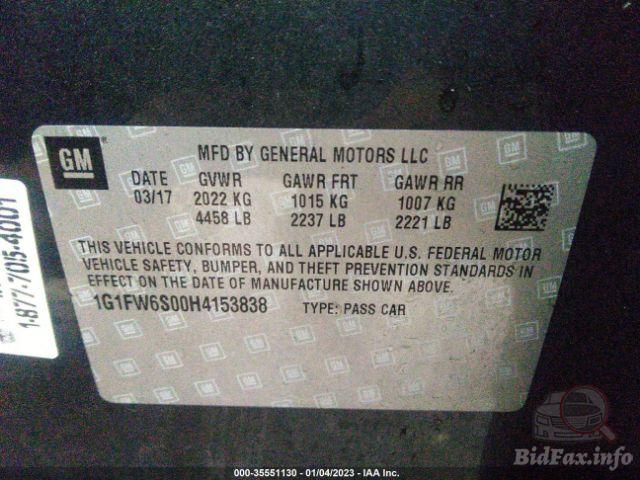 GM
MFD BY GENERAL MOTORS LLC
DATE GVWR GAWR FRT GAWR RR
03/17 2022 KG 1015 KG 1007 KG
4458 LB 2237 LB 2221 LB
THIS VEHICLE CONFORMS TO ALL APPLICABLE U.S. FEDERAL MOTOR
VEHICLE SAFETY, BUMPER, AND THEFT PREVENTION STANDARDS IN
EFFECT ON THE DATE OF MANUFACTURE SHOWN ABOVE.
1G1FW6S00H4153838 TYPE: PASS CAR
1-877-7015-4001
BidFax.info
000-35551130 - 01/04/2023 - IAA Inc.